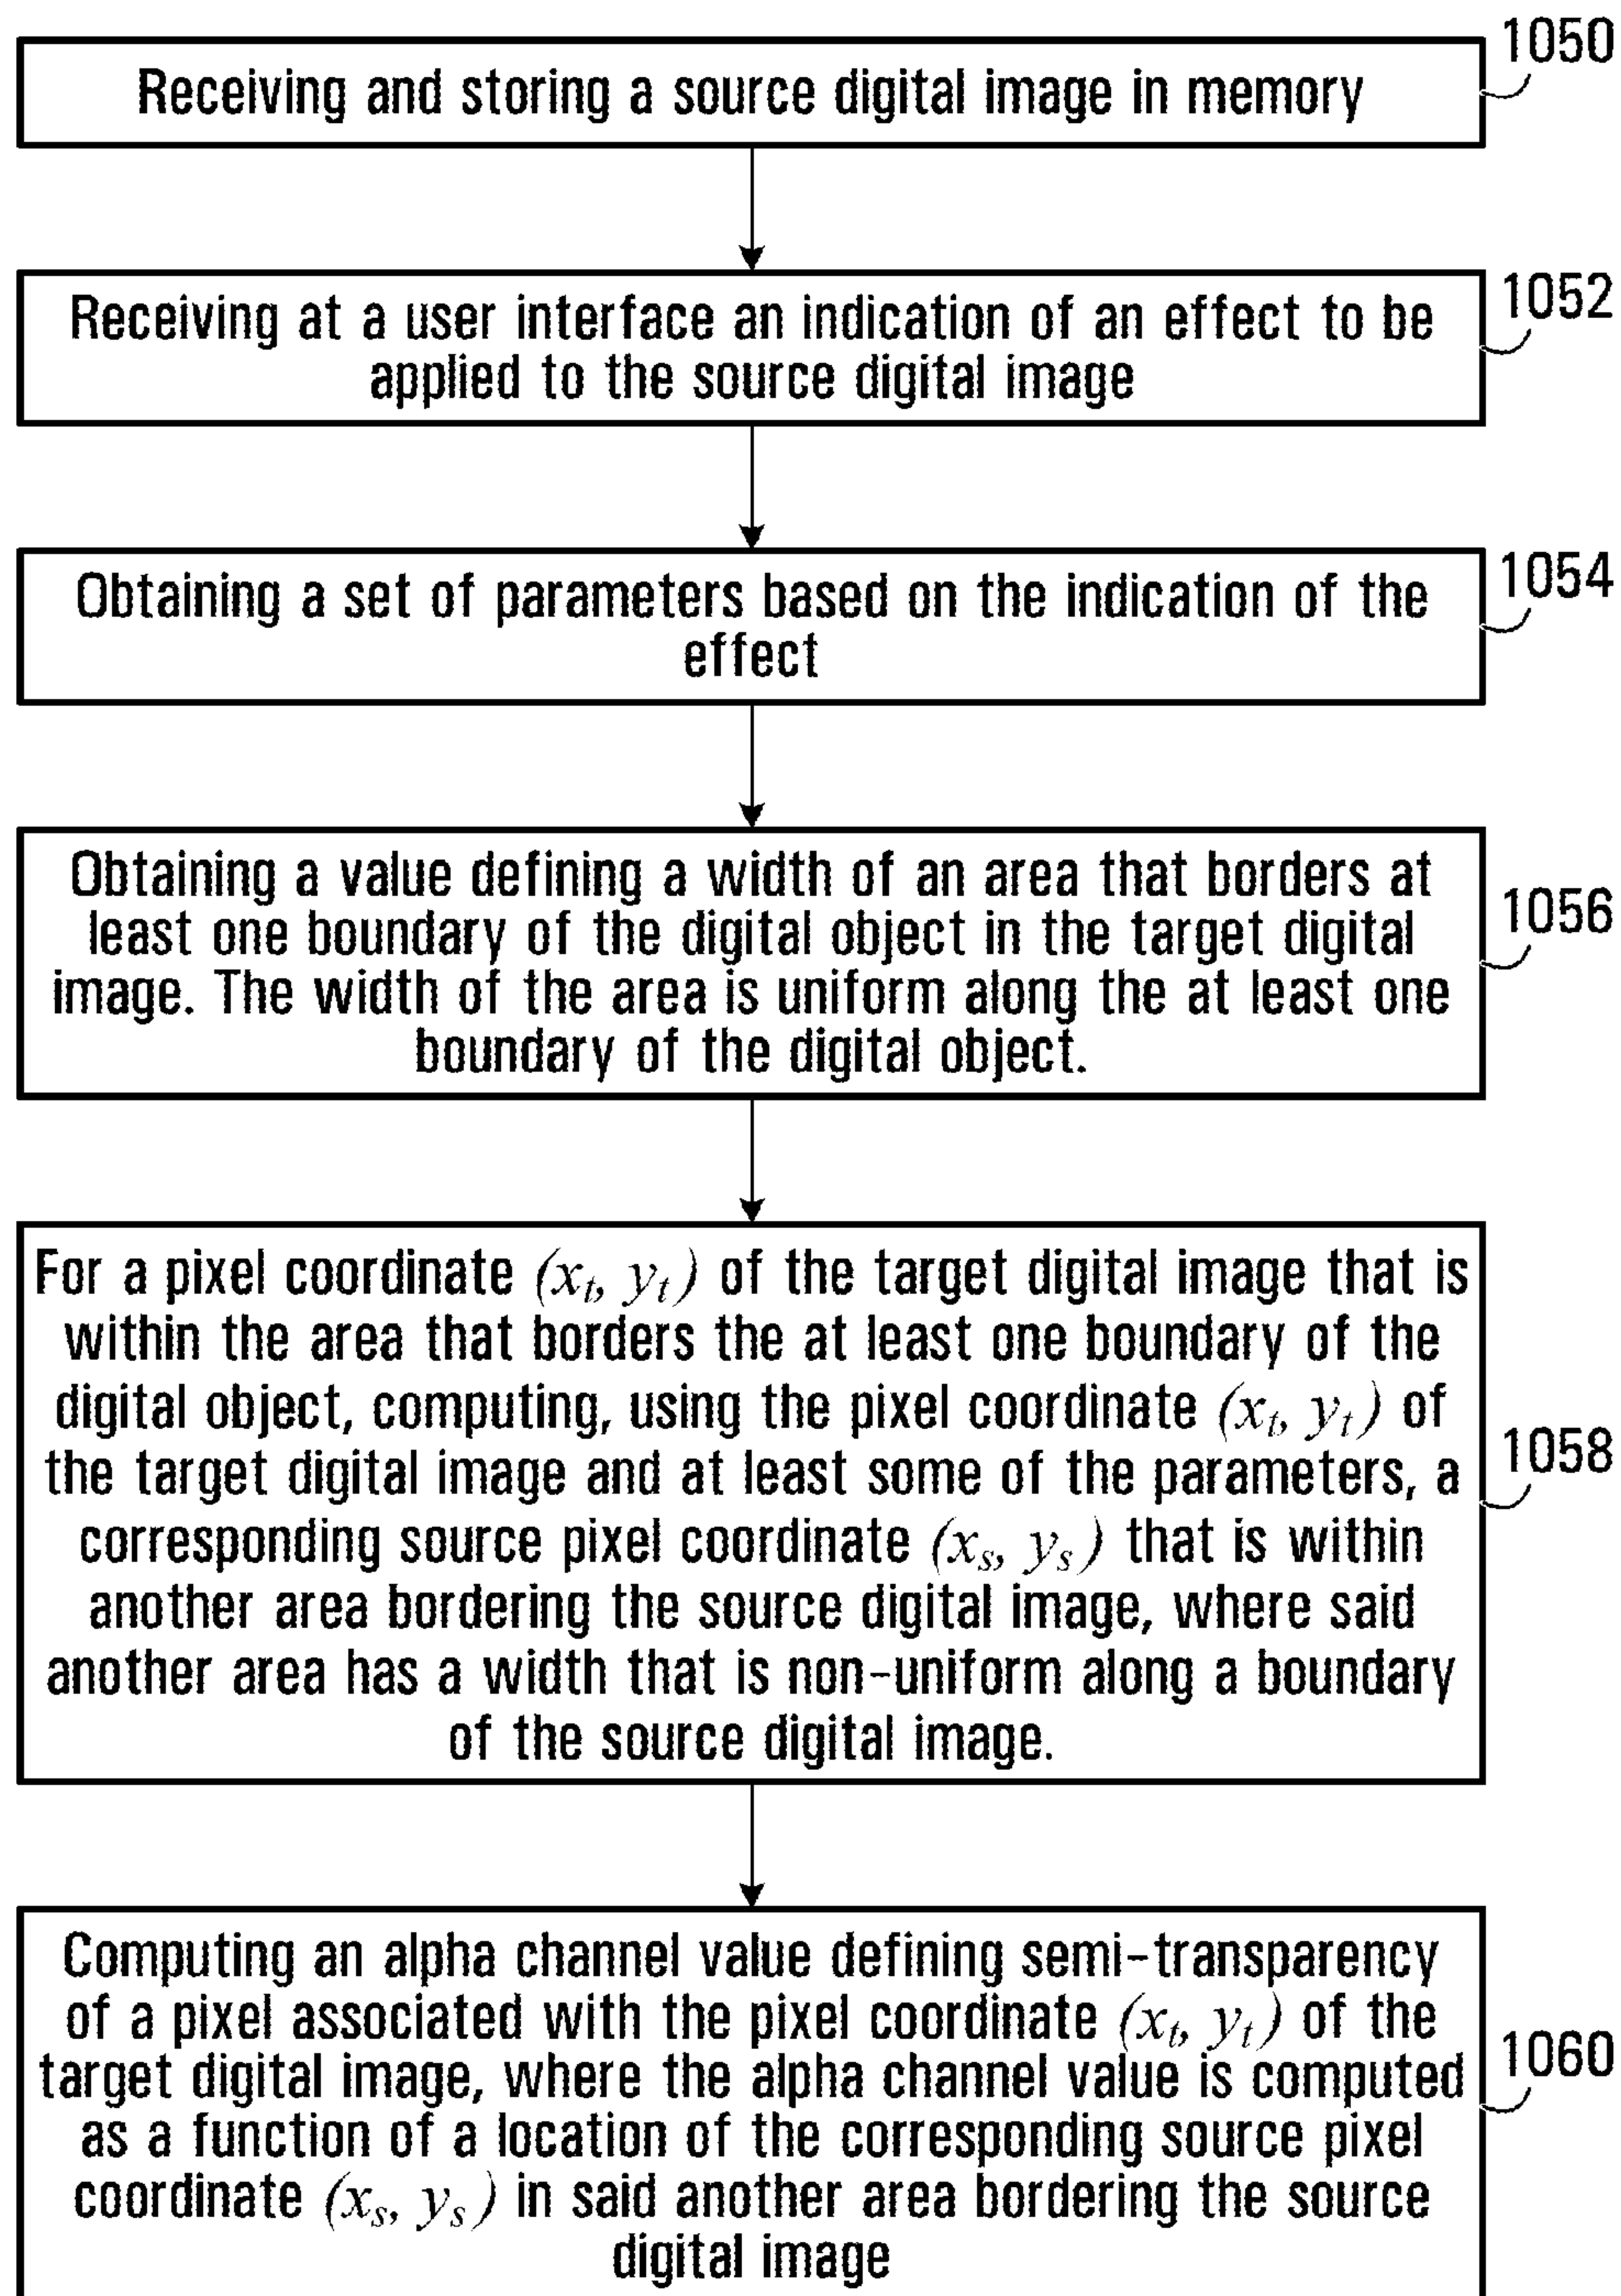 1050
Receiving and storing a source digital image in memory
1052
Receiving at a user interface an indication of an effect to be
applied to the source digital image
1054
Obtaining a set of parameters based on the indication of the
effect
Obtaining a value defining a width of an area that borders at
least one boundary of the digital object in the target digital
image. The width of the area is uniform along the at least one
boundary of the digital object.
1056
For a pixel coordinate (x_t, y_t) of the target digital image that is
within the area that borders the at least one boundary of the
digital object, computing, using the pixel coordinate (x_t, y_t) of
the target digital image and at least some of the parameters, a
corresponding source pixel coordinate (x_s, y_s) that is within
another area bordering the source digital image, where said
another area has a width that is non-uniform along a boundary
of the source digital image.
1058
Computing an alpha channel value defining semi-transparency
of a pixel associated with the pixel coordinate (x_t, y_t) of the
target digital image, where the alpha channel value is computed
as a function of a location of the corresponding source pixel
coordinate (x_s, y_s) in said another area bordering the source
digital image
1060